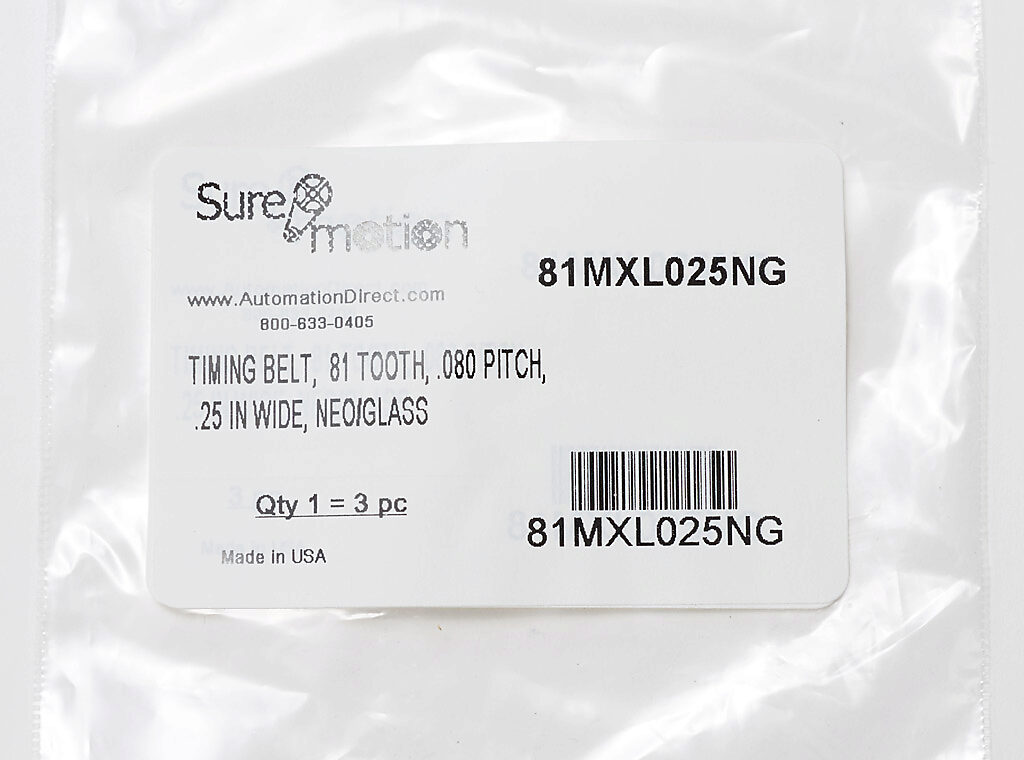 Sure motion
81MXL025NG
www.AutomationDirect.com
800-633-0405
TIMING BELT, 81 TOOTH, .080 PITCH,
.25 IN WIDE, NEO/GLASS
Qty 1 = 3 pc
81MXL025NG
Made in USA